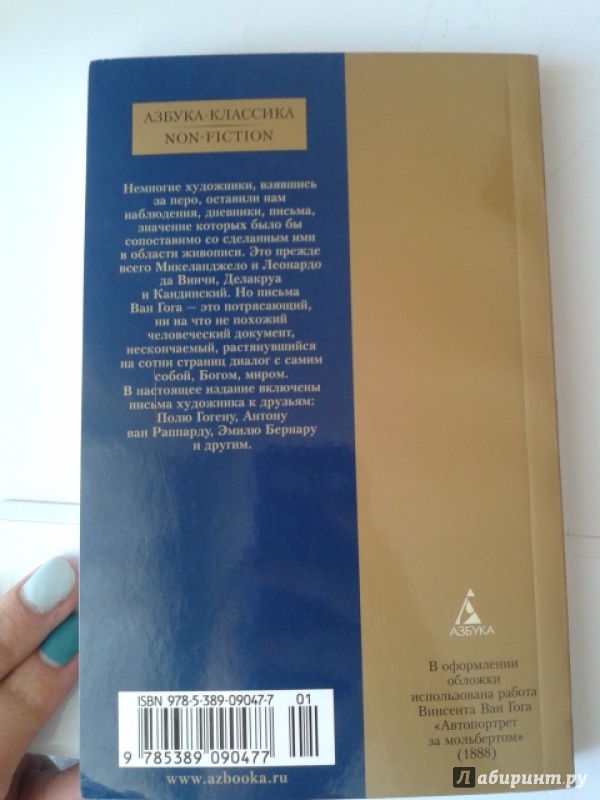 АЗБУКА-КЛАССИКА
NON-FICTION
Немногие художники, взявшись
за перо, оставили нам
наблюдения, дневники, письма,
значение которых было бы
сопоставимо со сделанным ими
в области живописи. Это прежде
всего Микеланджело и Леонардо
да Винчи, Делакруа
и Кандинский. Но письма
Ван Гога — это потрясающий,
ни на что не похожий
человеческий документ,
нескончаемый, растянувшийся
на сотни страниц диалог с самим
собой, Богом, миром.
В настоящее издание включены
письма художника к друзьям:
Полю Гогену, Антону
ван Раппарду, Эмилю Бернару
и другим.
АЗБУКА
В оформлении
обложки
использована работа
Винсента Ван Гога
«Автопортрет
за мольбертом»
(1888)
ISBN 978-5-389-09047-7
01
9 785389 090477
www.azbooka.ru
Лабиринт.ру